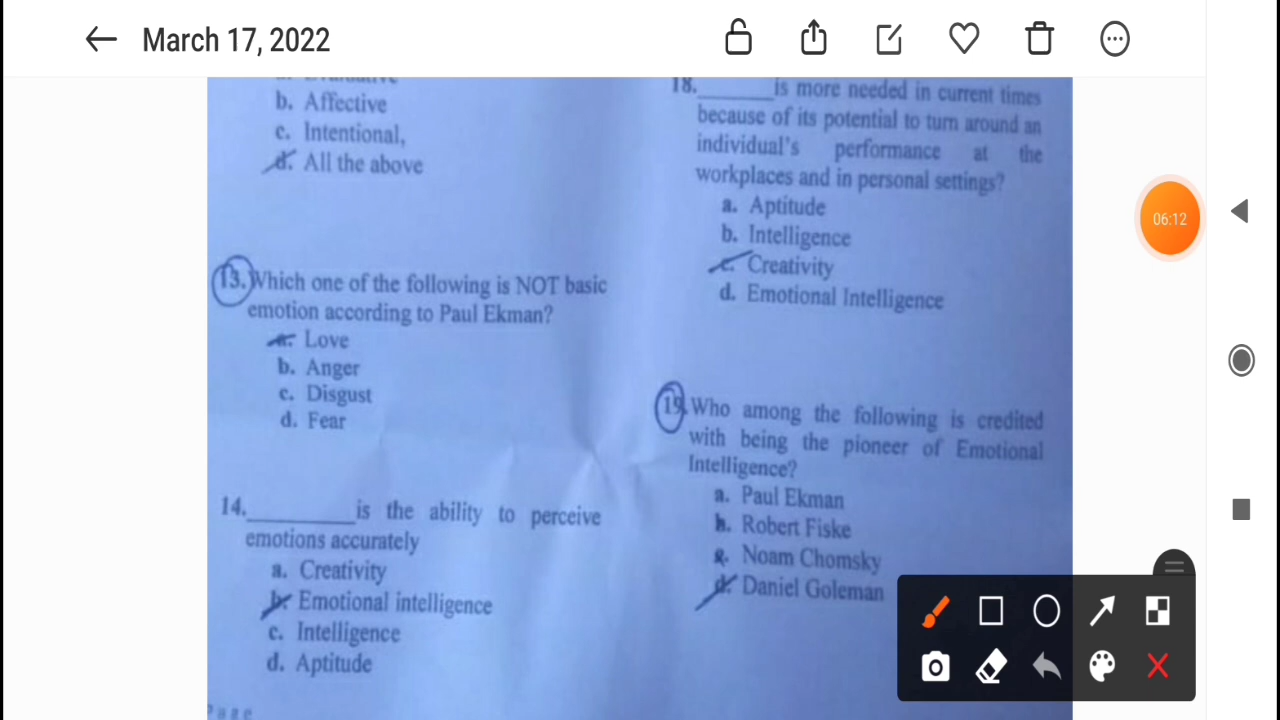 March 17, 2022
b. Affective
c. Intentional,
d. All the above
13. Which one of the following is NOT basic
emotion according to Paul Ekman?
a. Love
b. Anger
c. Disgust
d. Fear
14.________is the ability to perceive
emotions accurately
a. Creativity
b. Emotional intelligence
c. Intelligence
d. Aptitude
Page
18.______is more needed in current times
because of its potential to turn around an
individual's performance at the
workplaces and in personal settings?
a. Aptitude
b. Intelligence
c. Creativity
d. Emotional Intelligence
19. Who among the following is credited
with being the pioneer of Emotional
Intelligence?
a. Paul Ekman
b. Robert Fiske
c. Noam Chomsky
d. Daniel Goleman
06:12